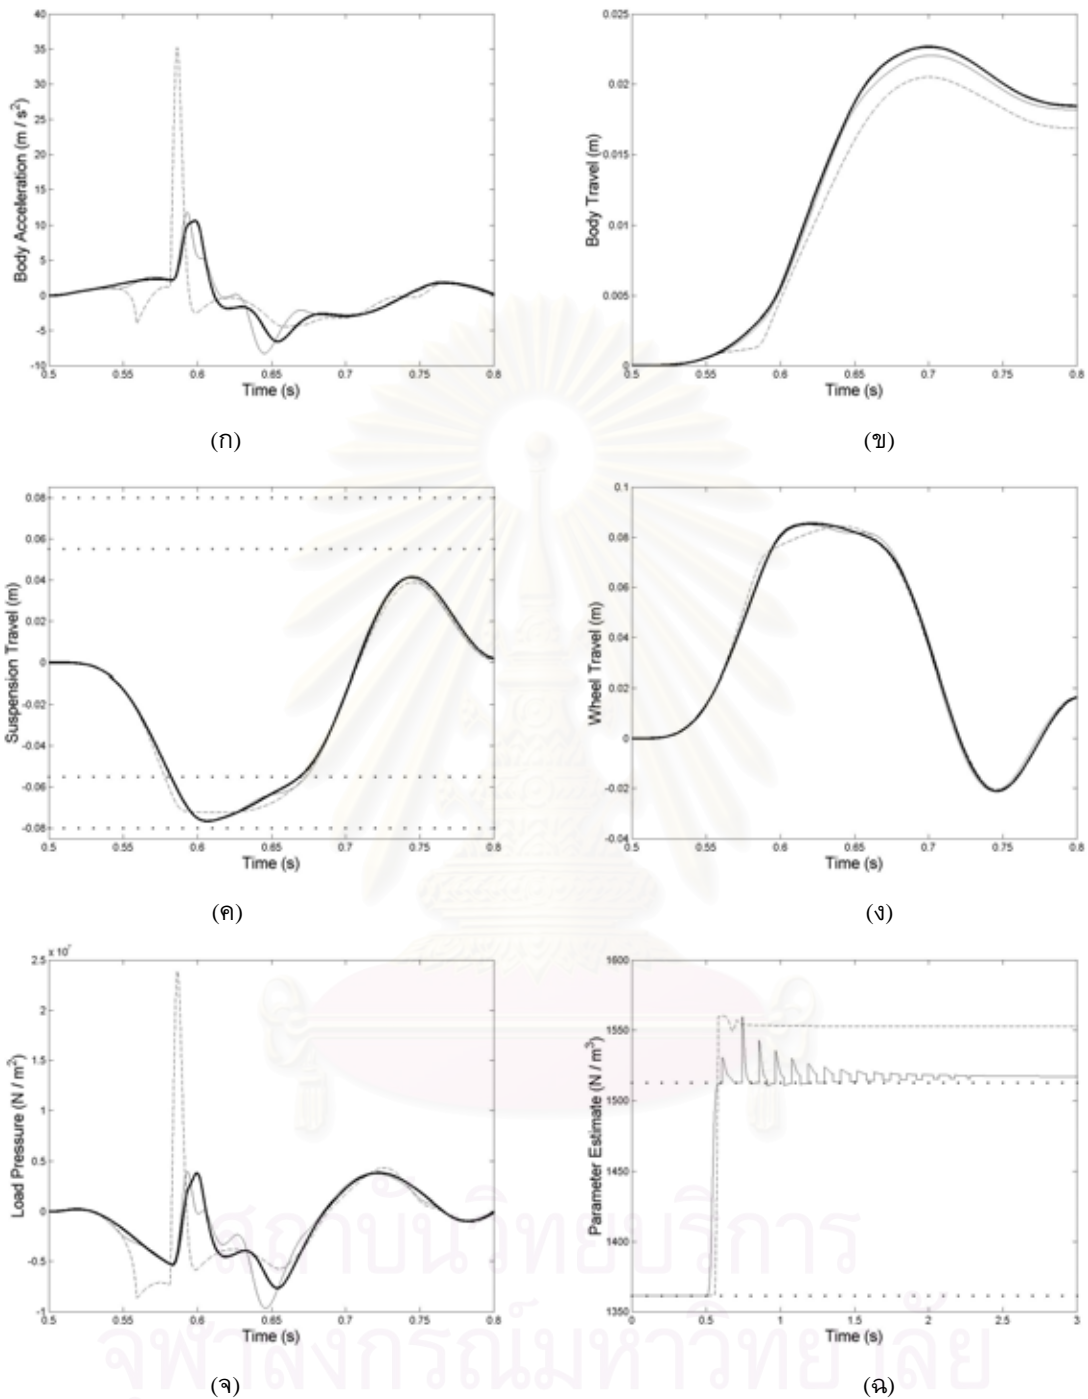 40
35
30
25
20
15
10
5
0
-5
-10
Body Acceleration (m / s²)
0.5 0.55 0.6 0.65 0.7 0.75 0.8
Time (s)
(ก)
0.025
0.02
0.015
0.01
0.005
0
Body Travel (m)
0.5 0.55 0.6 0.65 0.7 0.75 0.8
Time (s)
(ข)
0.08
0.06
0.04
0.02
0
-0.02
-0.04
-0.06
-0.08
Suspension Travel (m)
0.5 0.55 0.6 0.65 0.7 0.75 0.8
Time (s)
(ค)
0.1
0.08
0.06
0.04
0.02
0
-0.02
-0.04
Wheel Travel (m)
0.5 0.55 0.6 0.65 0.7 0.75 0.8
Time (s)
(ง)
2.5
2
1.5
1
0.5
0
-0.5
-1
Load Pressure (N / m²)
0.5 0.55 0.6 0.65 0.7 0.75 0.8
Time (s)
(จ)
1600
1550
1500
1450
1400
1350
Parameter Estimate (N / m³)
0 0.5 1 1.5 2 2.5 3
Time (s)
(ฉ)
สถาบันวิทยบริการ
จุฬาลงกรณ์มหาวิทยาลัย